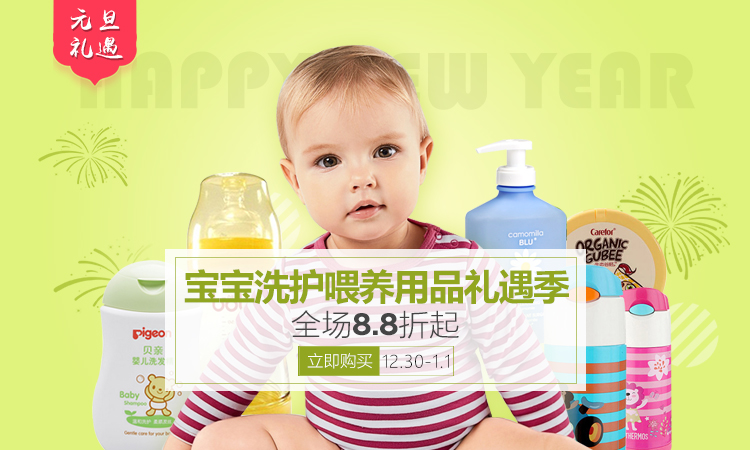 元旦
礼遇
HAPPY NEW YEAR
camomilla
BLU
Carefor
ORGANIC
GUBEE
宝宝洗护喂养用品礼遇季
全场8.8折起
立即购买 12.30-1.1
pigeon
贝亲
婴儿洗发
Baby
Shampoo
THERMOS